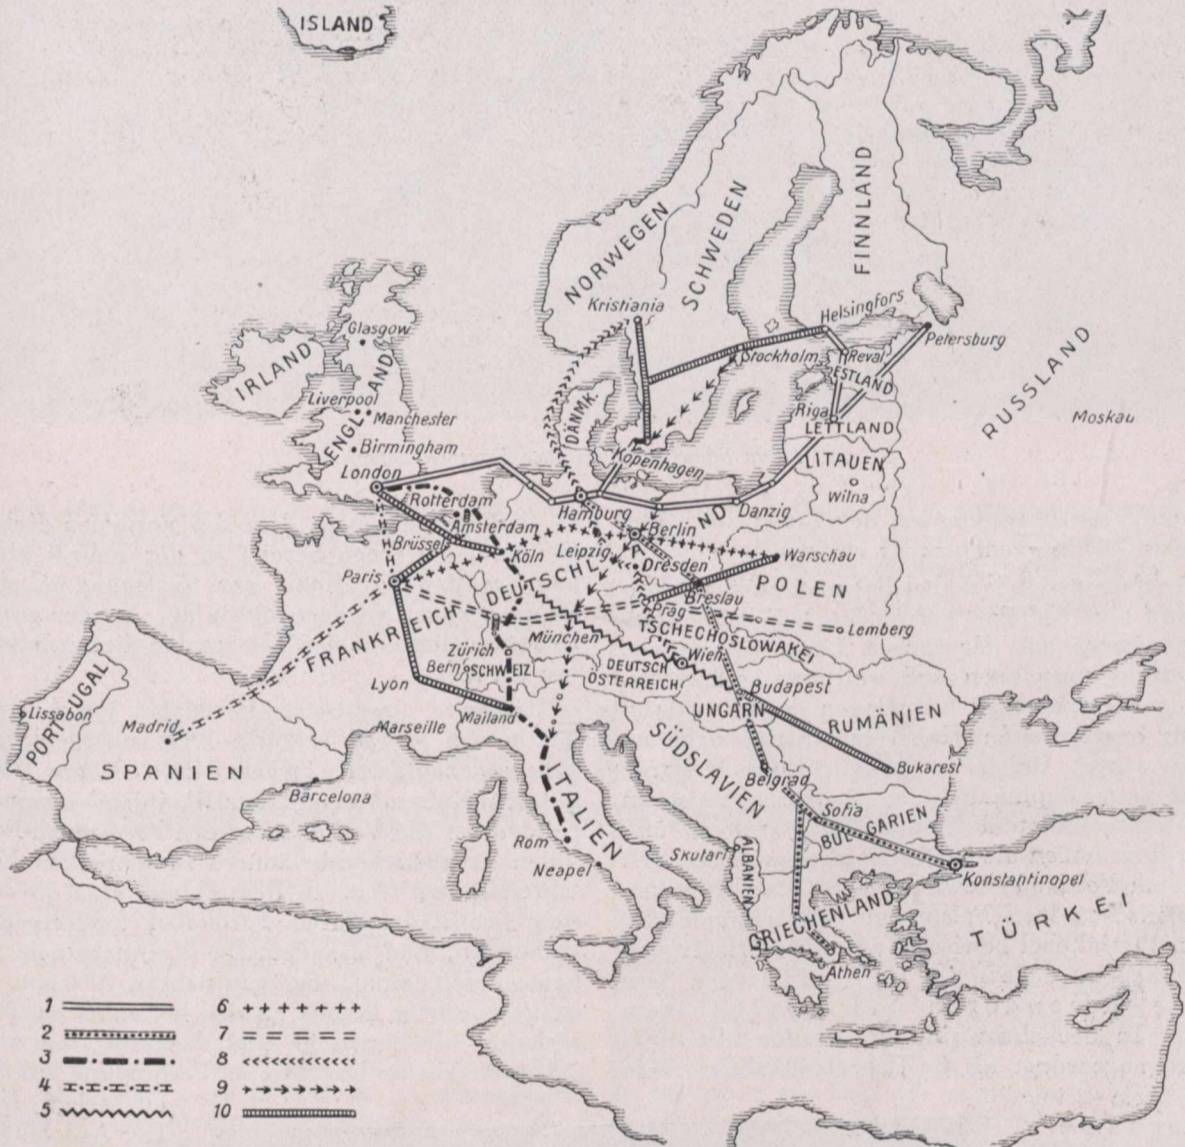 ISLAND
NORWEGEN
SCHWEDEN
FINNLAND
Kristiania
Helsingfors
Petersburg
Stockholm
Reval
ESTLAND
RUSSLAND
Glasgow
IRLAND
ENGLAND
Liverpool
Manchester
Birmingham
London
DÄNMK.
Riga
LETTLAND
Moskau
Kopenhagen
LITAUEN
Wilna
Rotterdam
Amsterdam
Hamburg
Danzig
Brüssel
Köln
Berlin
Leipzig
Warschau
Dresden
Paris
DEUTSCHLAND
POLEN
Breslau
Prag
Lemberg
FRANKREICH
München
TSCHECHOSLOWAKEI
Zürich
Bern
SCHWEIZ
Wien
DEUTSCH
ÖSTERREICH
Lyon
Budapest
UNGARN
RUMÄNIEN
PORTUGAL
Lissabon
Madrid
Marseille
Mailand
SÜDSLAVIEN
SPANIEN
Barcelona
ITALIEN
Belgrad
Bukarest
Sofia
BULGARIEN
Rom
Neapel
Skutari
ALBANIEN
Konstantinopel
GRIECHENLAND
TÜRKEI
Athen
1
2
3
4
5
6
7
8
9
10